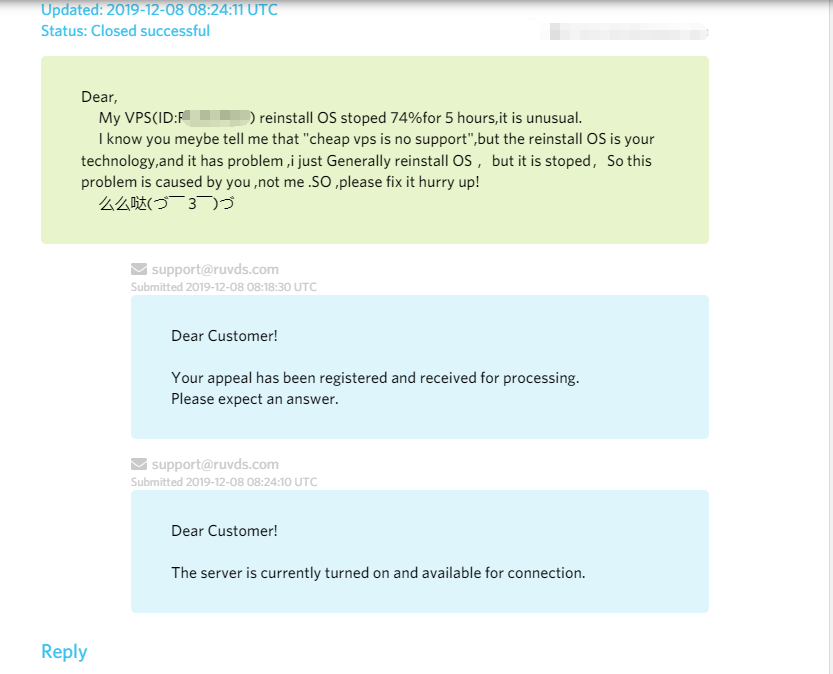 Updated: 2019-12-08 08:24:11 UTC
Status: Closed successful
Dear,
My VPS(ID: ) reinstall OS stoped 74%for 5 hours,it is unusual.
I know you meybe tell me that "cheap vps is no support",but the reinstall OS is your
technology,and it has problem ,i just Generally reinstall OS ,  but it is stoped,  So this
problem is caused by you ,not me .SO ,please fix it hurry up!
么么哒(づ￣ 3￣)づ
support@ruvds.com
Submitted 2019-12-08 08:18:30 UTC
Dear Customer!
Your appeal has been registered and received for processing.
Please expect an answer.
support@ruvds.com
Submitted 2019-12-08 08:24:10 UTC
Dear Customer!
The server is currently turned on and available for connection.
Reply